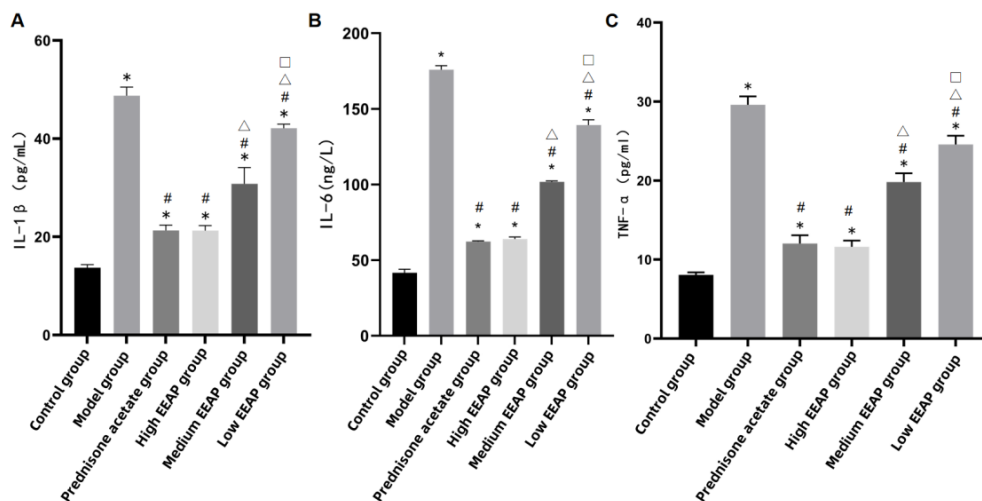 A
IL-1β (pg/mL)
60
40
20
0
*
#
*
#
*
△
#
*
□
△
#
*
Control group
Model group
Prednisone acetate group
High EEAP group
Medium EEAP group
Low EEAP group
B
IL-6(ng/L)
200
150
100
50
0
*
#
*
#
*
△
#
*
□
△
#
*
Control group
Model group
Prednisone acetate group
High EEAP group
Medium EEAP group
Low EEAP group
C
TNF-α (pg/ml)
40
30
20
10
0
*
#
*
#
*
△
#
*
□
△
#
*
Control group
Model group
Prednisone acetate group
High EEAP group
Medium EEAP group
Low EEAP group